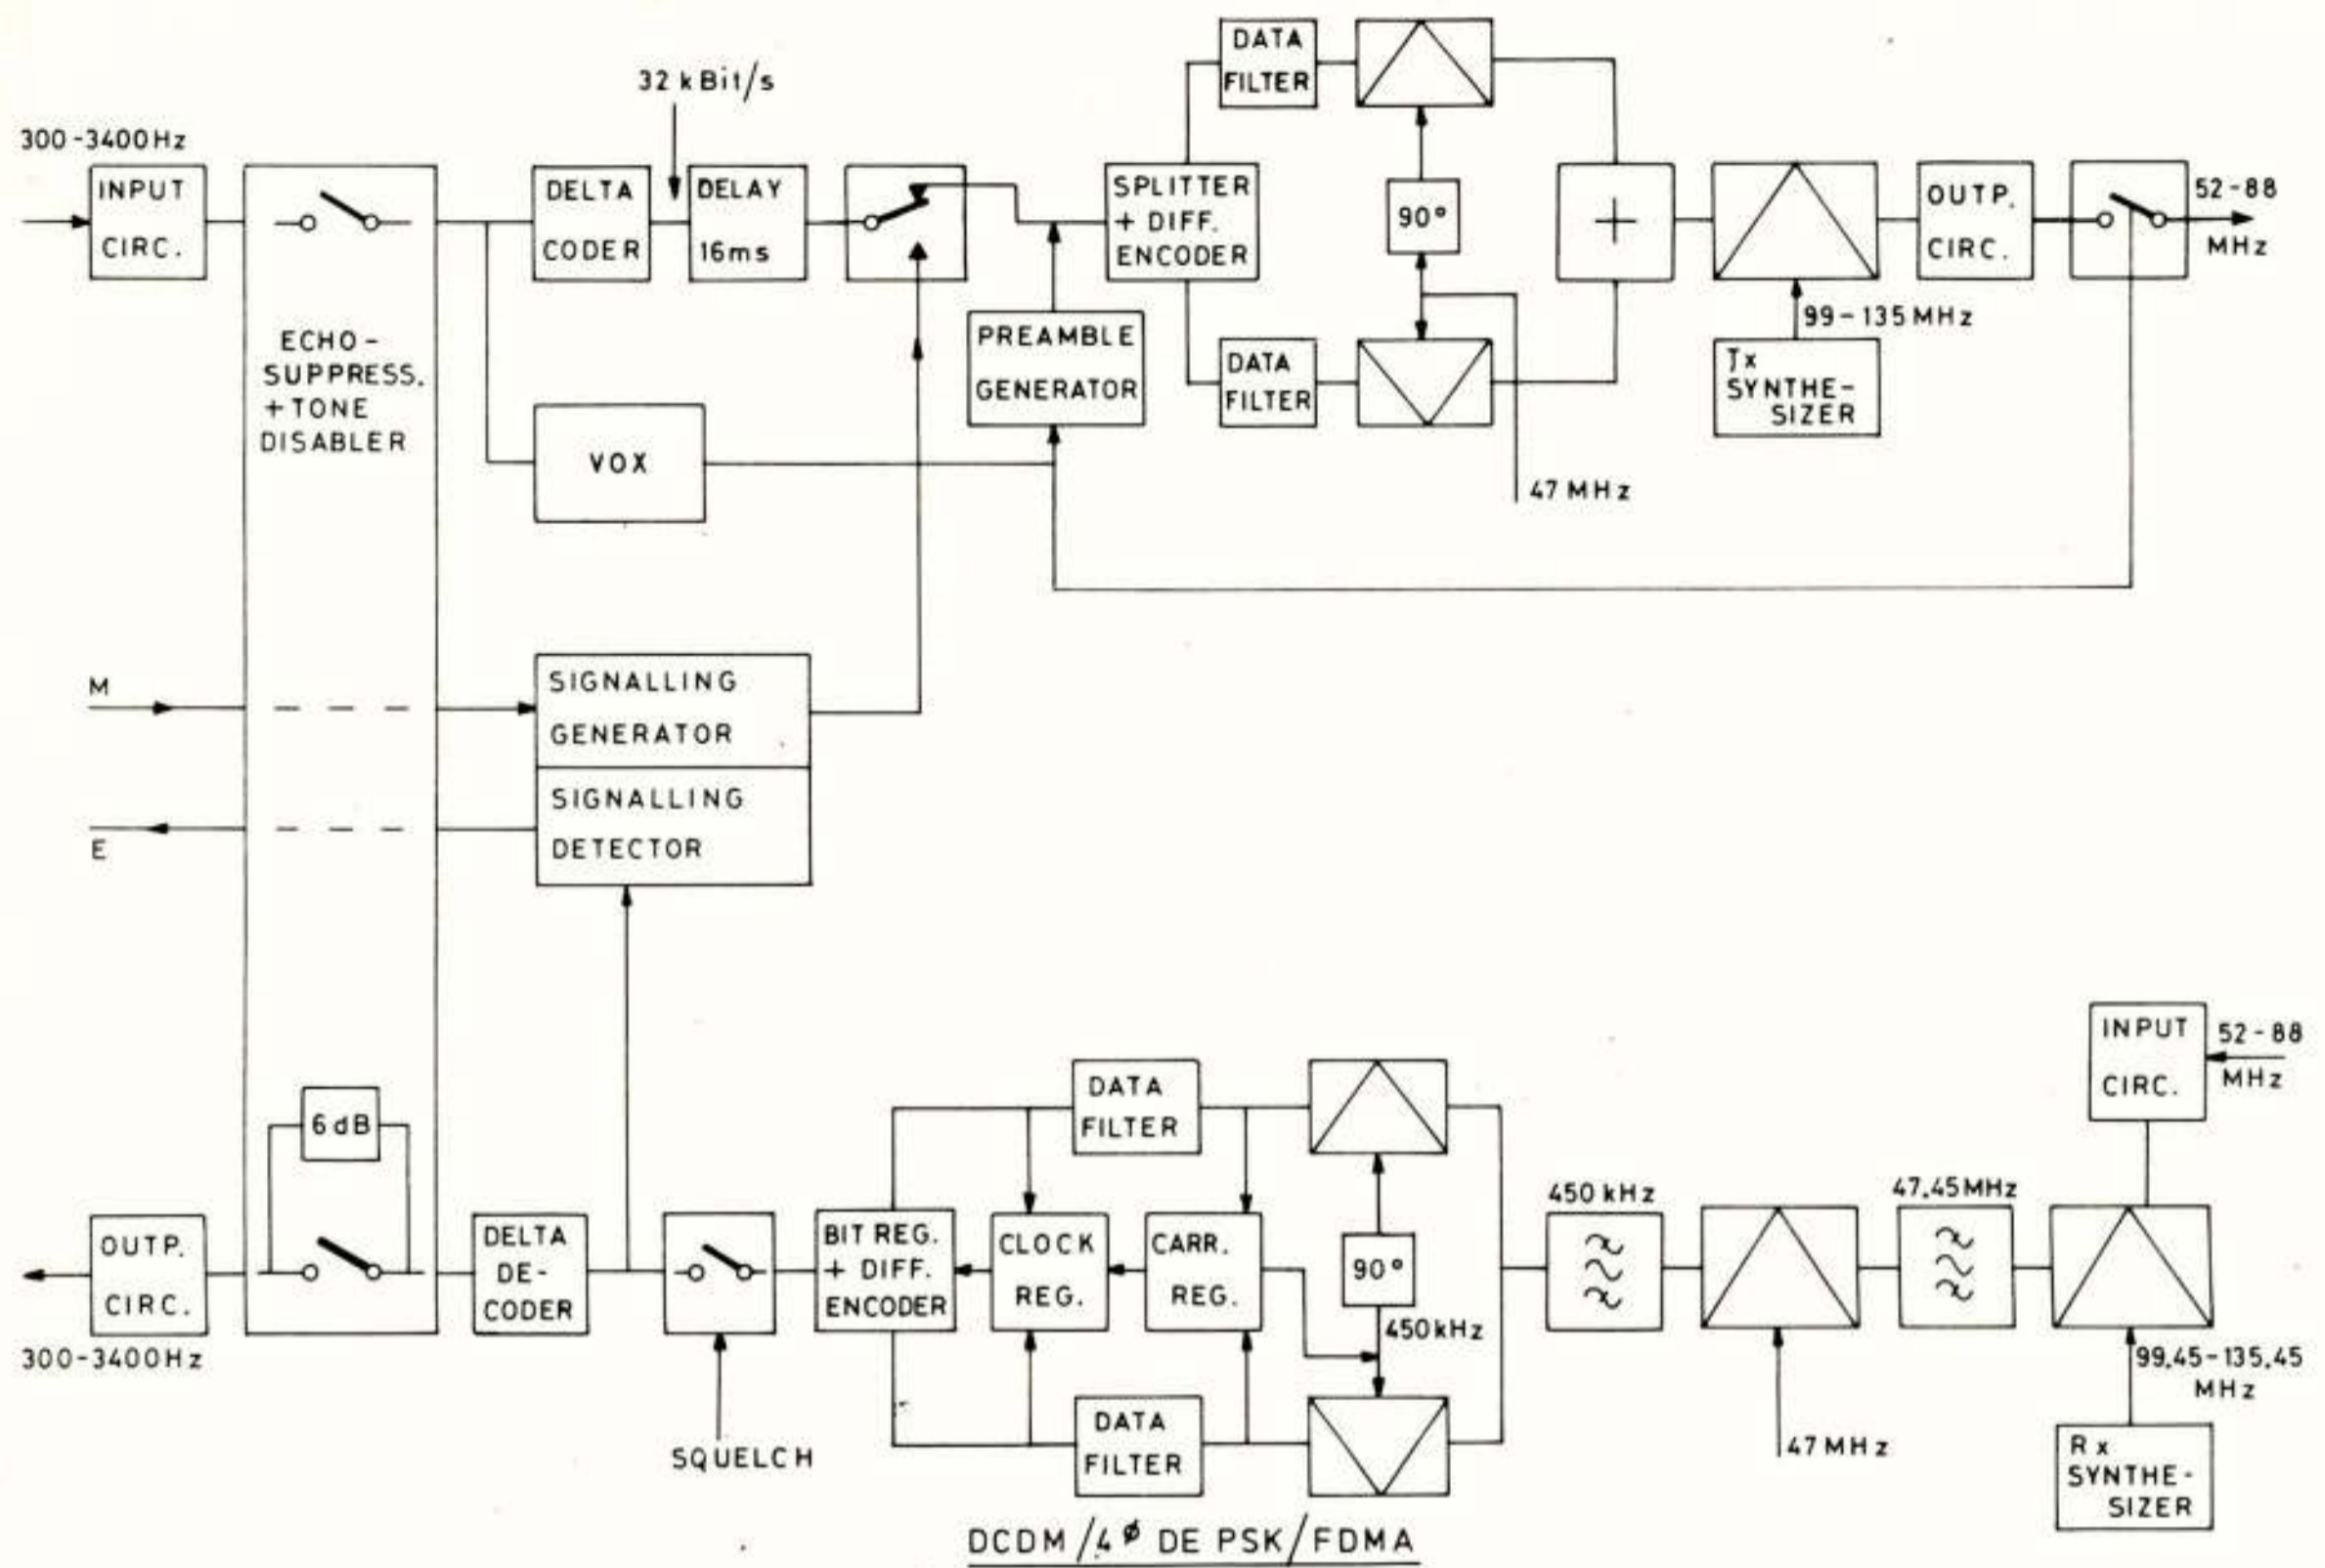 32 kBit/s
300-3400Hz
INPUT
CIRC.
ECHO-
SUPPRESS.
+TONE
DISABLER
DELTA
CODER
DELAY
16ms
VOX
PREAMBLE
GENERATOR
SPLITTER
+ DIFF.
ENCODER
DATA
FILTER
DATA
FILTER
90°
47 MHz
+
99-135 MHz
Tx
SYNTHE-
SIZER
OUTP.
CIRC.
52-88
MHz
M
SIGNALLING
GENERATOR
E
SIGNALLING
DETECTOR
6dB
OUTP.
CIRC.
300-3400Hz
DELTA
DE-
CODER
SQUELCH
BIT REG.
+ DIFF.
ENCODER
CLOCK
REG.
CARR.
REG.
DATA
FILTER
DATA
FILTER
90°
450kHz
450 kHz
47 MHz
47.45MHz
INPUT
CIRC.
52-88
MHz
99.45-135.45
MHz
Rx
SYNTHE-
SIZER
DCDM/4ϕ DE PSK/FDMA